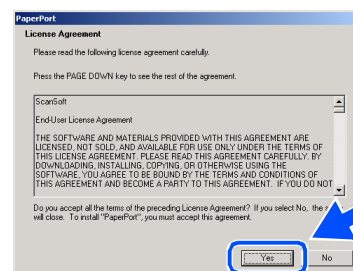 PaperPort
License Agreement
Please read the following license agreement carefully.
Press the PAGE DOWN key to see the rest of the agreement.
ScanSoft
End-User License Agreement
THE SOFTWARE AND MATERIALS PROVIDED WITH THIS AGREEMENT ARE
LICENSED, NOT SOLD, AND AVAILABLE FOR USE ONLY UNDER THE TERMS OF
THIS LICENSE AGREEMENT. PLEASE READ THIS AGREEMENT CAREFULLY. BY
DOWNLOADING, INSTALLING, COPYING, OR OTHERWISE USING THE
SOFTWARE, YOU AGREE TO BE BOUND BY THE TERMS AND CONDITIONS OF
THIS AGREEMENT AND BECOME A PARTY TO THIS AGREEMENT. IF YOU DO NOT
Do you accept all the terms of the preceding License Agreement? If you select No, the
will close. To install "PaperPort", you must accept this agreement.
Yes
No